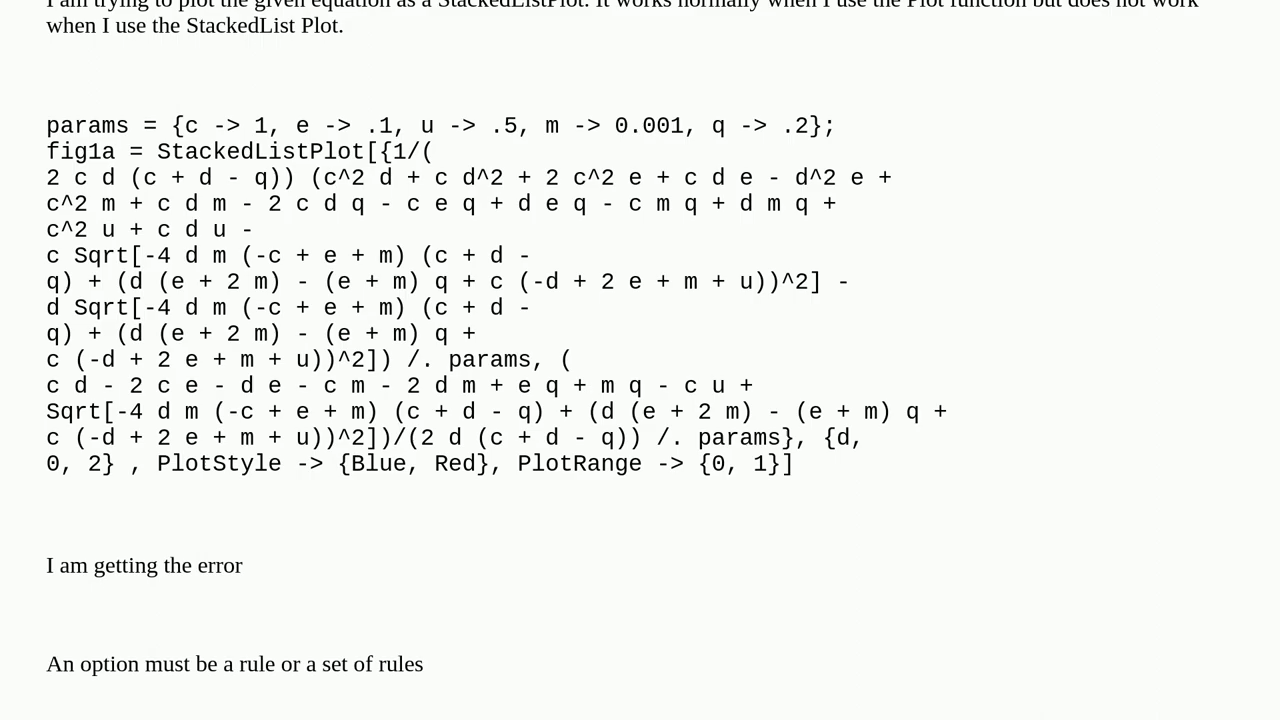 I am trying to plot the given equation as a StackedListPlot. It works normally when I use the Plot function but does not work
when I use the StackedList Plot.
params = {c -> 1, e -> .1, u -> .5, m -> 0.001, q -> .2};
fig1a = StackedListPlot[{1/(
2 c d (c + d - q)) (c^2 d + c d^2 + 2 c^2 e + c d e - d^2 e +
c^2 m + c d m - 2 c d q - c e q + d e q - c m q + d m q +
c^2 u + c d u -
c Sqrt[-4 d m (-c + e + m) (c + d -
q) + (d (e + 2 m) - (e + m) q + c (-d + 2 e + m + u))^2] -
d Sqrt[-4 d m (-c + e + m) (c + d -
q) + (d (e + 2 m) - (e + m) q +
c (-d + 2 e + m + u))^2]) /. params, (
c d - 2 c e - d e - c m - 2 d m + e q + m q - c u +
Sqrt[-4 d m (-c + e + m) (c + d - q) + (d (e + 2 m) - (e + m) q +
c (-d + 2 e + m + u))^2])/(2 d (c + d - q)) /. params}, {d,
0, 2} , PlotStyle -> {Blue, Red}, PlotRange -> {0, 1}]
I am getting the error
An option must be a rule or a set of rules